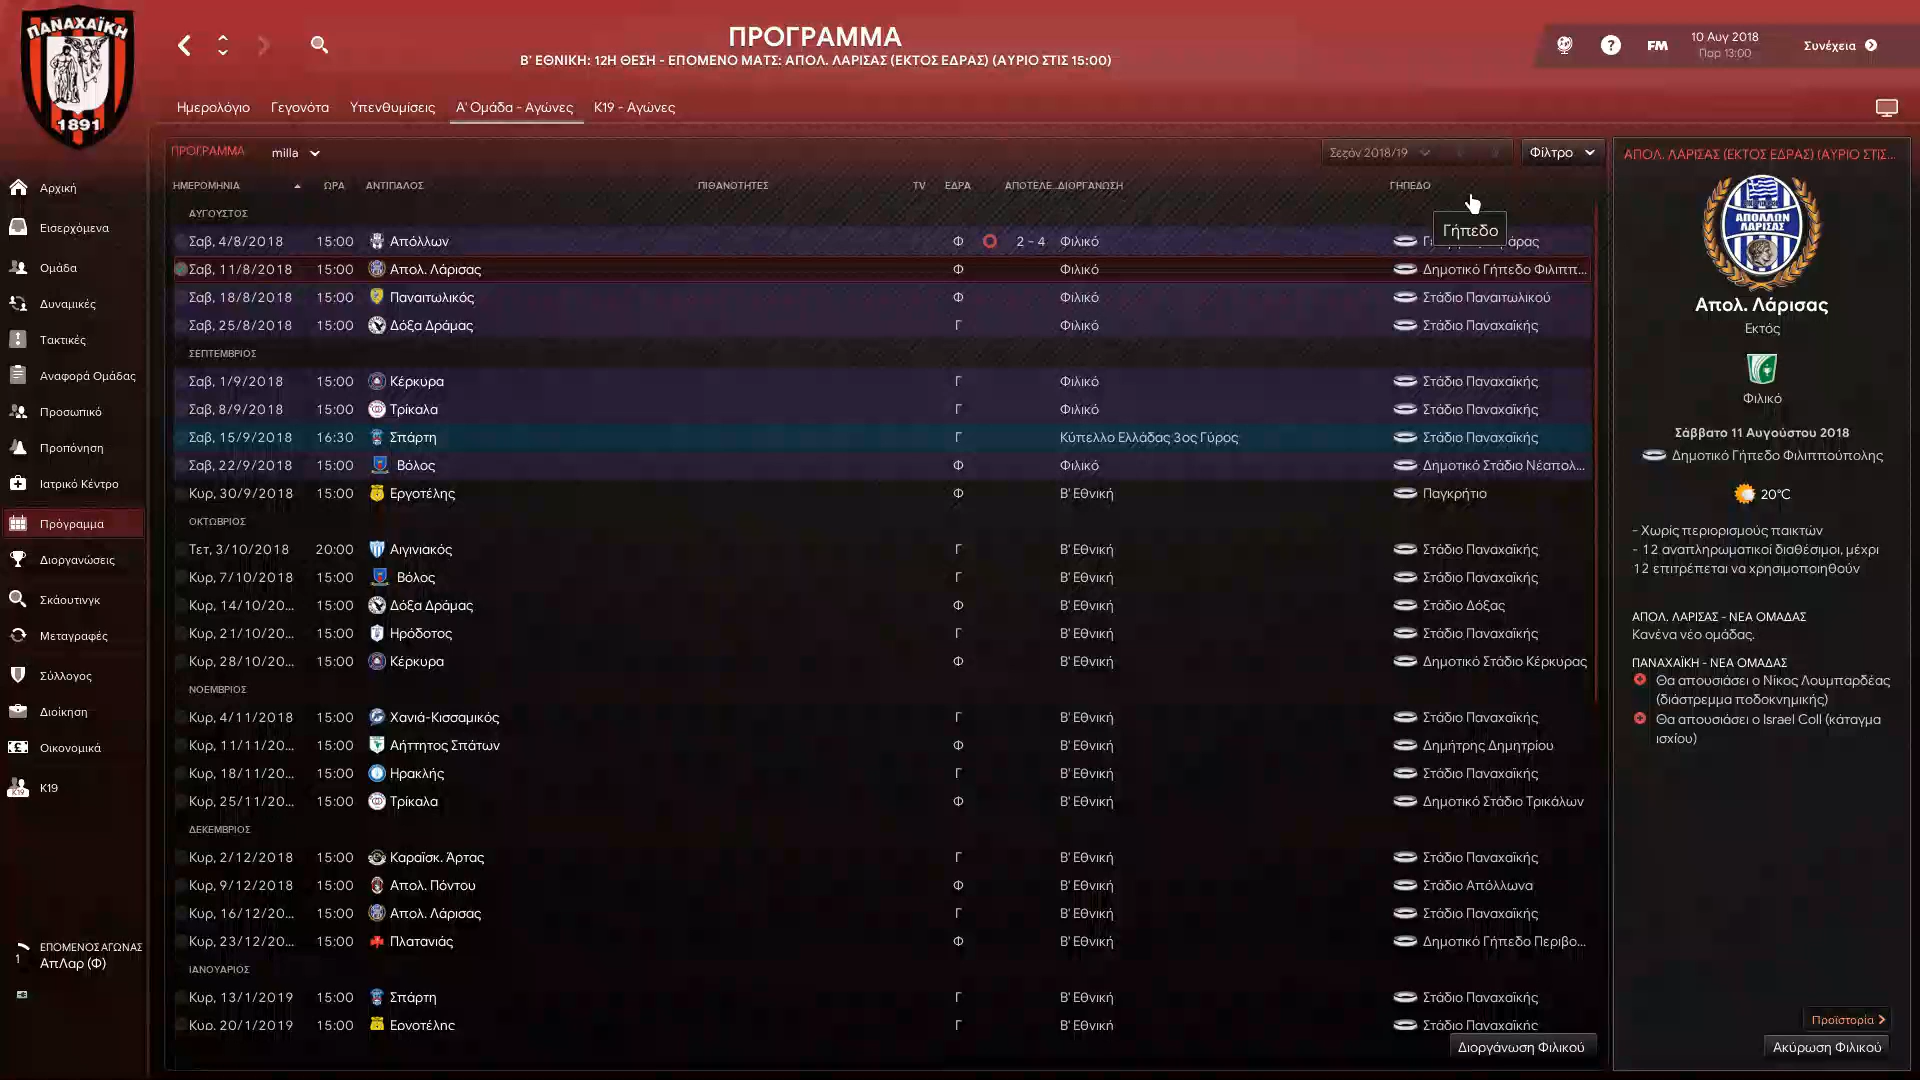 ΠΑΝΑΧΑΪΚΗ
1891
ΠΡΟΓΡΑΜΜΑ
Β' ΕΘΝΙΚΗ: 12Η ΘΕΣΗ - ΕΠΟΜΕΝΟ ΜΑΤΣ: ΑΠΟΛ. ΛΑΡΙΣΑΣ (ΕΚΤΟΣ ΕΔΡΑΣ) (ΑΥΡΙΟ ΣΤΙΣ 15:00)
? FM
10 Αυγ 2018
Παρ 13:00
Συνέχεια
Ημερολόγιο Γεγονότα Υπενθυμίσεις Α' Ομάδα - Αγώνες Κ19 - Αγώνες
Αρχική
Εισερχόμενα
Ομάδα
Δυναμικές
Τακτικές
Αναφορά Ομάδας
Προσωπικό
Προπόνηση
Ιατρικό Κέντρο
Πρόγραμμα
Διοργανώσεις
Σκάουτινγκ
Μεταγραφές
Σύλλογος
Διοίκηση
Οικονομικά
Κ19
1 ΕΠΟΜΕΝΟΣ ΑΓΩΝΑΣ
ΑπΛαρ (Φ)
ΠΡΟΓΡΑΜΜΑ milla Σεζόν 2018/19 Φίλτρο
ΗΜΕΡΟΜΗΝΙΑ ΩΡΑ ΑΝΤΙΠΑΛΟΣ ΠΙΘΑΝΟΤΗΤΕΣ TV ΕΔΡΑ ΑΠΟΤΕΛΕ... ΔΙΟΡΓΑΝΩΣΗ ΓΗΠΕΔΟ
Γήπεδο
ΑΥΓΟΥΣΤΟΣ
Σαβ, 4/8/2018 15:00 Απόλλων Φ 2 - 4 Φιλικό
Σαβ, 11/8/2018 15:00 Απολ. Λάρισας Φ Φιλικό Δημοτικό Γήπεδο Φιλιππ...
Σαβ, 18/8/2018 15:00 Παναιτωλικός Φ Φιλικό Στάδιο Παναιτωλικού
Σαβ, 25/8/2018 15:00 Δόξα Δράμας Γ Φιλικό Στάδιο Παναχαϊκής
ΣΕΠΤΕΜΒΡΙΟΣ
Σαβ, 1/9/2018 15:00 Κέρκυρα Γ Φιλικό Στάδιο Παναχαϊκής
Σαβ, 8/9/2018 15:00 Τρίκαλα Γ Φιλικό Στάδιο Παναχαϊκής
Σαβ, 15/9/2018 16:30 Σπάρτη Γ Κύπελλο Ελλάδας 3ος Γύρος Στάδιο Παναχαϊκής
Σαβ, 22/9/2018 15:00 Βόλος Φ Φιλικό Δημοτικό Στάδιο Νέαπολ...
Κυρ, 30/9/2018 15:00 Εργοτέλης Φ Β' Εθνική Παγκρήτιο
ΟΚΤΩΒΡΙΟΣ
Τετ, 3/10/2018 20:00 Αιγινιακός Γ Β' Εθνική Στάδιο Παναχαϊκής
Κυρ, 7/10/2018 15:00 Βόλος Γ Β' Εθνική Στάδιο Παναχαϊκής
Κυρ, 14/10/20... 15:00 Δόξα Δράμας Φ Β' Εθνική Στάδιο Δόξας
Κυρ, 21/10/20... 15:00 Ηρόδοτος Γ Β' Εθνική Στάδιο Παναχαϊκής
Κυρ, 28/10/20... 15:00 Κέρκυρα Φ Β' Εθνική Δημοτικό Στάδιο Κέρκυρας
ΝΟΕΜΒΡΙΟΣ
Κυρ, 4/11/2018 15:00 Χανιά-Κισσαμικός Γ Β' Εθνική Στάδιο Παναχαϊκής
Κυρ, 11/11/20... 15:00 Αήττητος Σπάτων Φ Β' Εθνική Δημήτρης Δημητρίου
Κυρ, 18/11/20... 15:00 Ηρακλής Γ Β' Εθνική Στάδιο Παναχαϊκής
Κυρ, 25/11/20... 15:00 Τρίκαλα Φ Β' Εθνική Δημοτικό Στάδιο Τρικάλων
ΔΕΚΕΜΒΡΙΟΣ
Κυρ, 2/12/2018 15:00 Καραϊσκ. Άρτας Γ Β' Εθνική Στάδιο Παναχαϊκής
Κυρ, 9/12/2018 15:00 Απολ. Πόντου Φ Β' Εθνική Στάδιο Απόλλωνα
Κυρ, 16/12/20... 15:00 Απολ. Λάρισας Γ Β' Εθνική Στάδιο Παναχαϊκής
Κυρ, 23/12/20... 15:00 Πλατανιάς Φ Β' Εθνική Δημοτικό Γήπεδο Περιβο...
ΙΑΝΟΥΑΡΙΟΣ
Κυρ, 13/1/2019 15:00 Σπάρτη Γ Β' Εθνική Στάδιο Παναχαϊκής
Κυρ, 20/1/2019 15:00 Εργοτέλης Γ Β' Εθνική Στάδιο Παναχαϊκής
Διοργάνωση Φιλικού
ΑΠΟΛ. ΛΑΡΙΣΑΣ (ΕΚΤΟΣ ΕΔΡΑΣ) (ΑΥΡΙΟ ΣΤΙΣ...
ΑΠΟΛΛΩΝ
ΛΑΡΙΣΑΣ
Απολ. Λάρισας
Εκτός
Φιλικό
Σάββατο 11 Αυγούστου 2018
Δημοτικό Γήπεδο Φιλιππούπολης
20°C
- Χωρίς περιορισμούς παικτών
- 12 αναπληρωματικοί διαθέσιμοι, μέχρι
12 επιτρέπεται να χρησιμοποιηθούν
ΑΠΟΛ. ΛΑΡΙΣΑΣ - ΝΕΑ ΟΜΑΔΑΣ
Κανένα νέο ομάδας.
ΠΑΝΑΧΑΪΚΗ - ΝΕΑ ΟΜΑΔΑΣ
Θα απουσιάσει ο Νίκος Λουμπαρδέας
(διάστρεμμα ποδοκνημικής)
Θα απουσιάσει ο Israel Coll (κάταγμα
ισχίου)
Προϊστορία
Ακύρωση Φιλικού